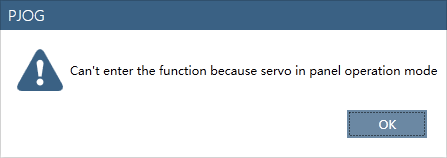 PJOG
Can't enter the function because servo in panel operation mode
OK